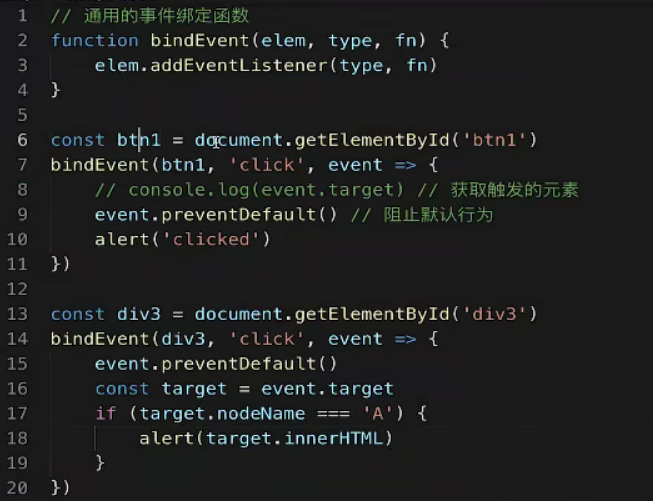 1 // 通用的事件绑定函数
2 function bindEvent(elem, type, fn) {
3     elem.addEventListener(type, fn)
4 }
5
6 const btn1 = document.getElementById('btn1')
7 bindEvent(btn1, 'click', event => {
8     // console.log(event.target) // 获取触发的元素
9     event.preventDefault() // 阻止默认行为
10     alert('clicked')
11 })
12
13 const div3 = document.getElementById('div3')
14 bindEvent(div3, 'click', event => {
15     event.preventDefault()
16     const target = event.target
17     if (target.nodeName === 'A') {
18         alert(target.innerHTML)
19     }
20 })